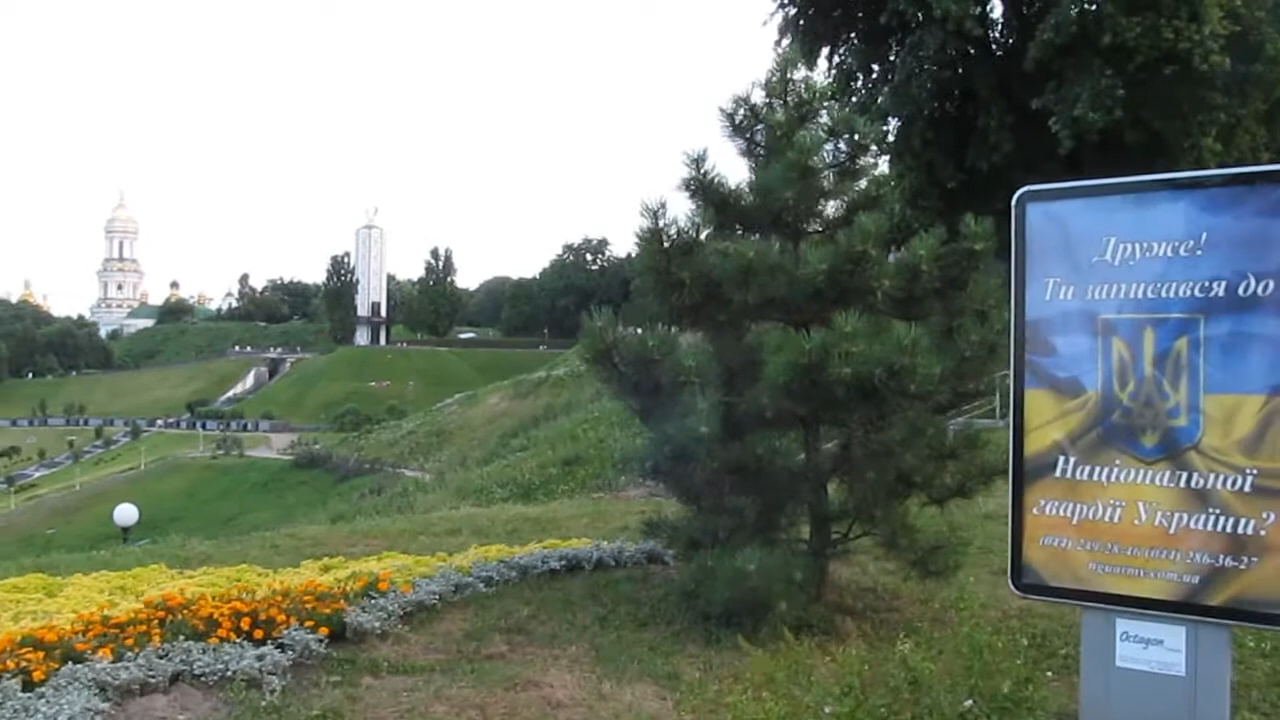 Друже!
Ти записався до
Національної
гвардії України?
(044) 249-28-46 (044) 286-36-27
Octagon